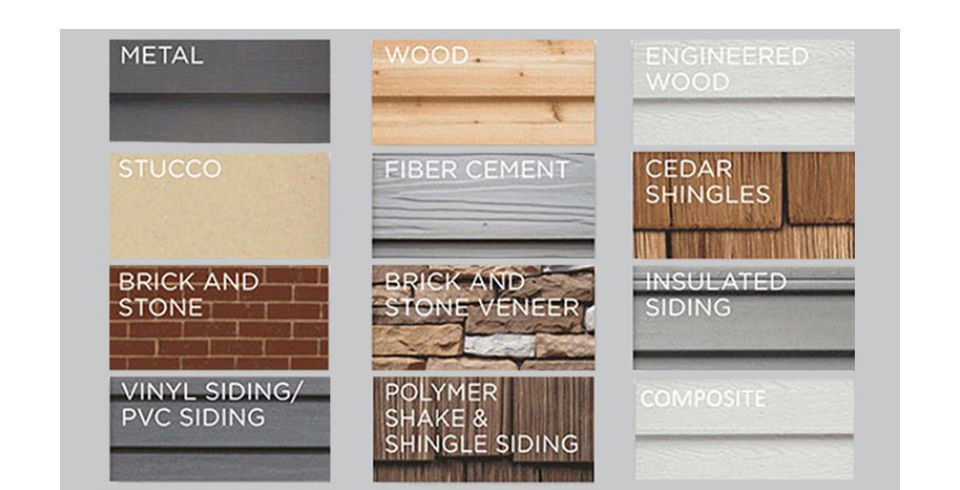 METAL
WOOD
ENGINEERED
WOOD
STUCCO
FIBER CEMENT
CEDAR
SHINGLES
BRICK AND
STONE
BRICK AND
STONE VENEER
INSULATED
SIDING
VINYL SIDING/
PVC SIDING
POLYMER
SHAKE &
SHINGLE SIDING
COMPOSITE